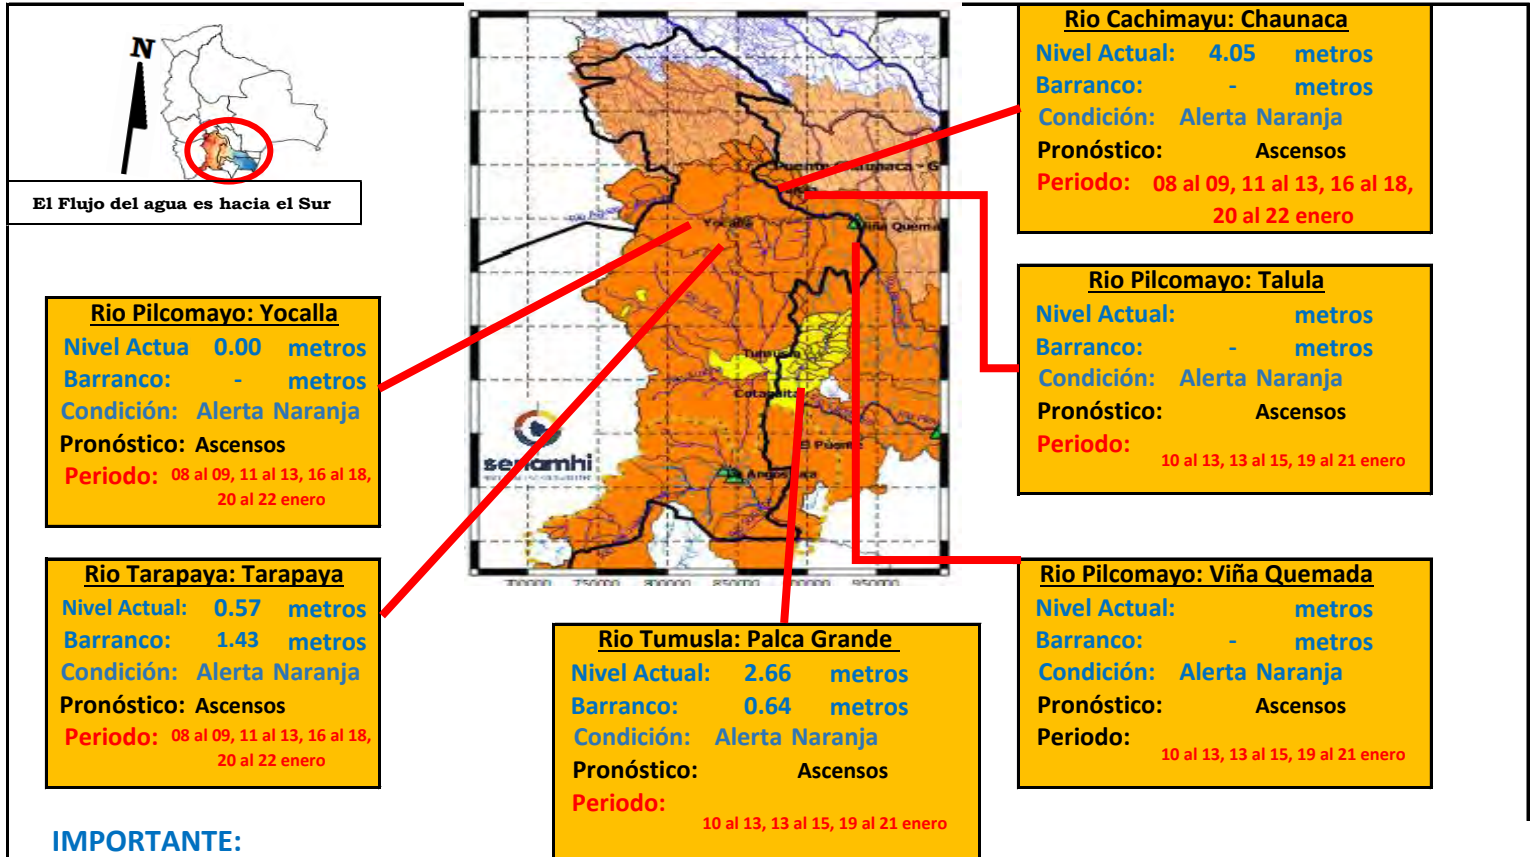 N
El Flujo del agua es hacia el Sur
Rio Pilcomayo: Yocalla
Nivel Actua 0.00 metros
Barranco: - metros
Condición: Alerta Naranja
Pronóstico: Ascensos
Periodo: 08 al 09, 11 al 13, 16 al 18,
20 al 22 enero
Rio Tarapaya: Tarapaya
Nivel Actual: 0.57 metros
Barranco: 1.43 metros
Condición: Alerta Naranja
Pronóstico: Ascensos
Periodo: 08 al 09, 11 al 13, 16 al 18,
20 al 22 enero
IMPORTANTE:
Yocalla
Viña Quema
Tumusla
Cotagaita
El Puente
senamhi
700000 750000 800000 850000 950000
Rio Tumusla: Palca Grande
Nivel Actual: 2.66 metros
Barranco: 0.64 metros
Condición: Alerta Naranja
Pronóstico: Ascensos
Periodo:
10 al 13, 13 al 15, 19 al 21 enero
Rio Cachimayu: Chaunaca
Nivel Actual: 4.05 metros
Barranco: - metros
Condición: Alerta Naranja
Pronóstico: Ascensos
Periodo: 08 al 09, 11 al 13, 16 al 18,
20 al 22 enero
Rio Pilcomayo: Talula
Nivel Actual: metros
Barranco: - metros
Condición: Alerta Naranja
Pronóstico: Ascensos
Periodo:
10 al 13, 13 al 15, 19 al 21 enero
Rio Pilcomayo: Viña Quemada
Nivel Actual: metros
Barranco: - metros
Condición: Alerta Naranja
Pronóstico: Ascensos
Periodo:
10 al 13, 13 al 15, 19 al 21 enero